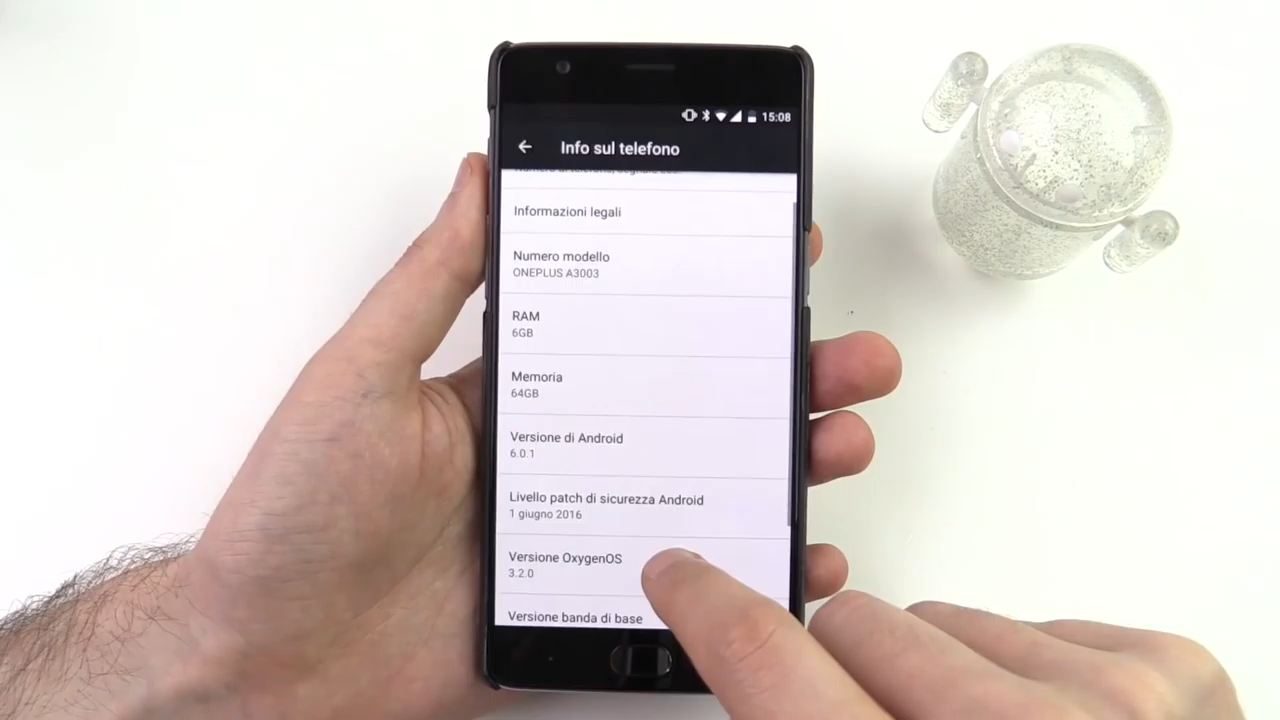 15:08
Info sul telefono
Informazioni legali
Numero modello
ONEPLUS A3003
RAM
6GB
Memoria
64GB
Versione di Android
6.0.1
Livello patch di sicurezza Android
1 giugno 2016
Versione OxygenOS
3.2.0
Versione banda di base